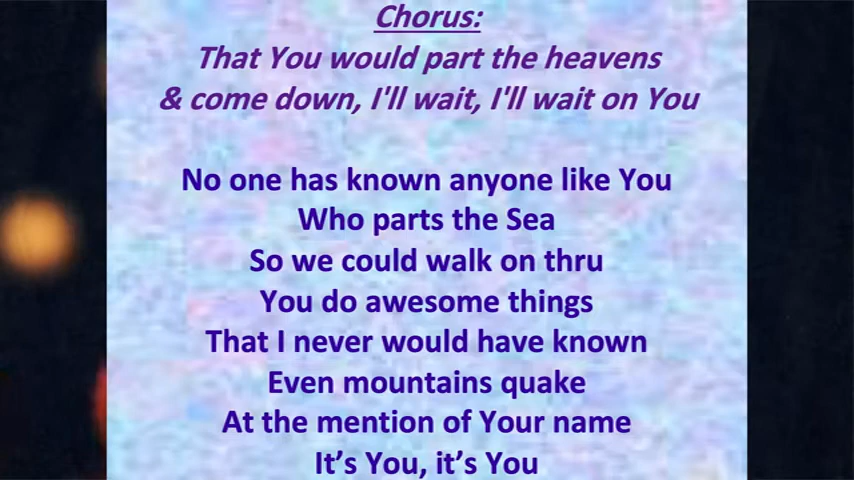 Chorus:
That You would part the heavens
& come down, I'll wait, I'll wait on You
No one has known anyone like You
Who parts the Sea
So we could walk on thru
You do awesome things
That I never would have known
Even mountains quake
At the mention of Your name
It’s You, it’s You